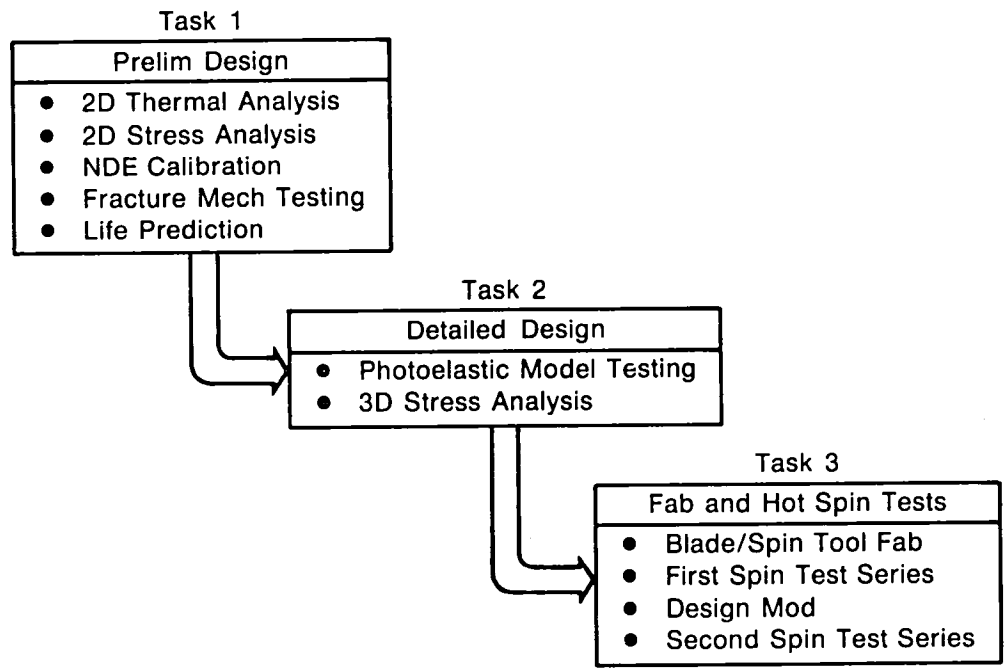 Task 1
Prelim Design
● 2D Thermal Analysis
● 2D Stress Analysis
● NDE Calibration
● Fracture Mech Testing
● Life Prediction
Task 2
Detailed Design
● Photoelastic Model Testing
● 3D Stress Analysis
Task 3
Fab and Hot Spin Tests
● Blade/Spin Tool Fab
● First Spin Test Series
● Design Mod
● Second Spin Test Series